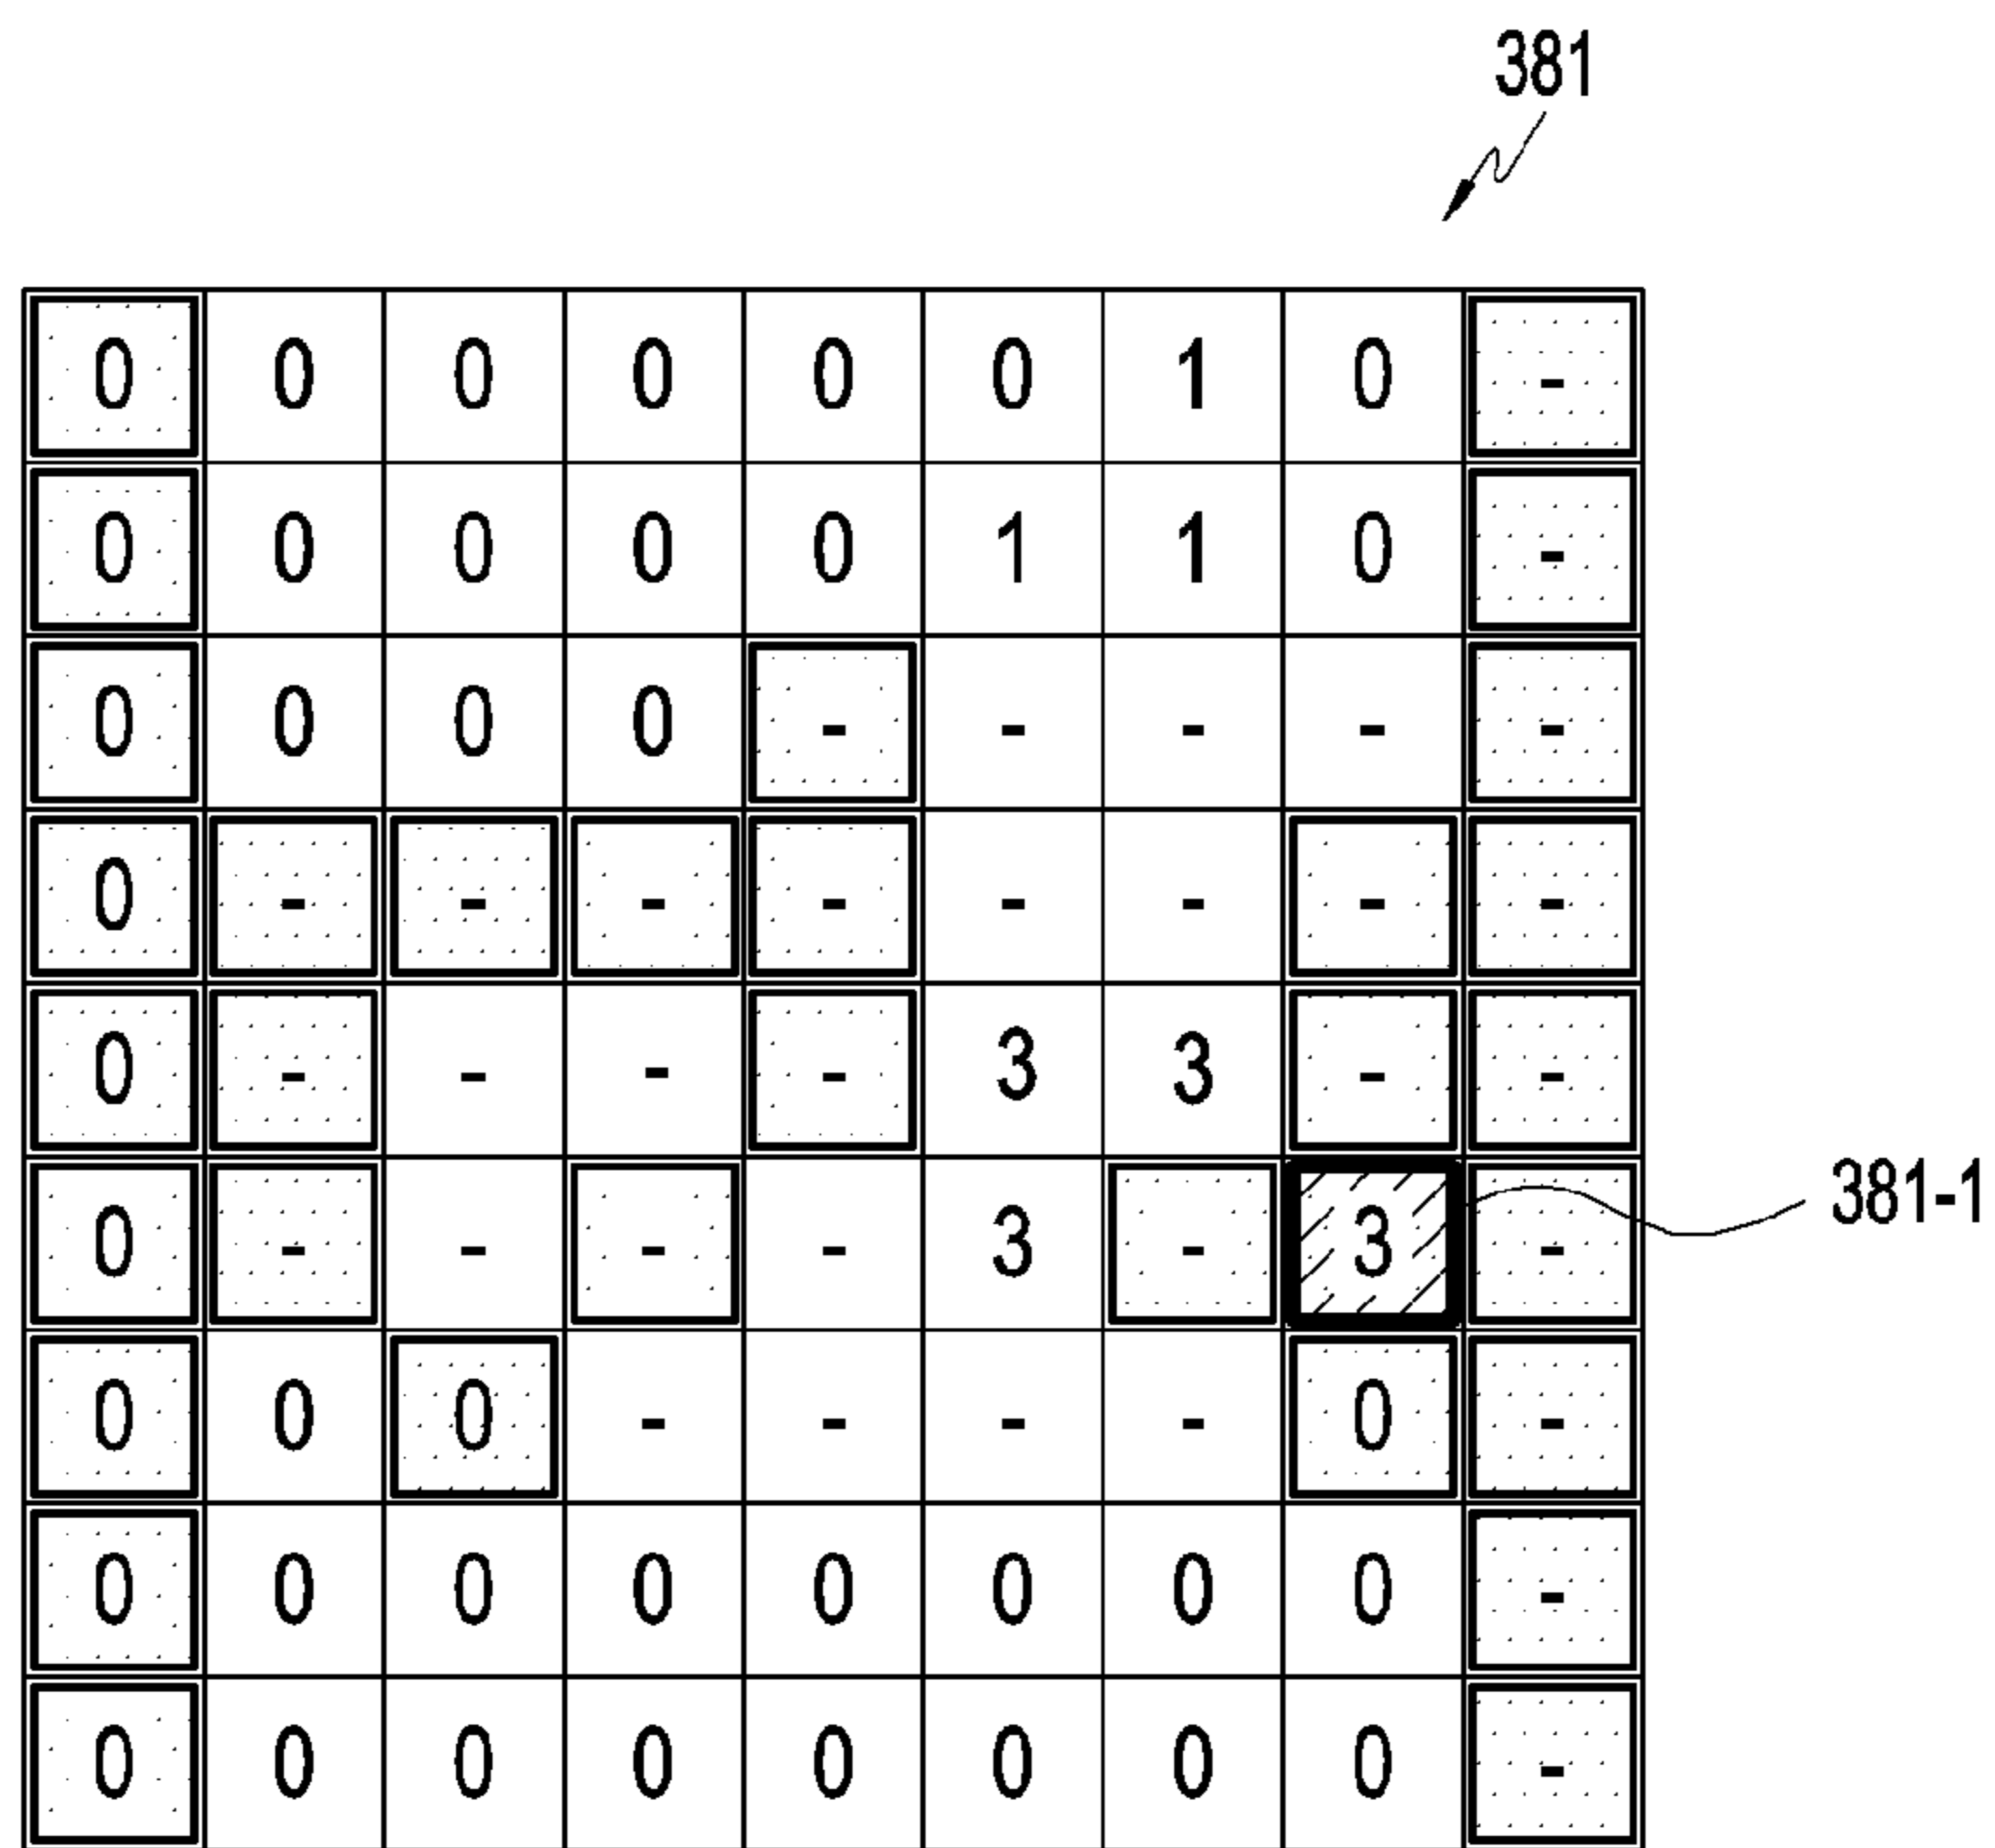 381
0 0 0 0 0 0 1 0 -
0 0 0 0 0 1 1 0 -
0 0 0 0 - - - - -
0 - - - - - - - -
0 - - - - 3 3 - -
0 - - - - 3 - 3 - 381-1
0 0 0 - - - - 0 -
0 0 0 0 0 0 0 0 -
0 0 0 0 0 0 0 0 -